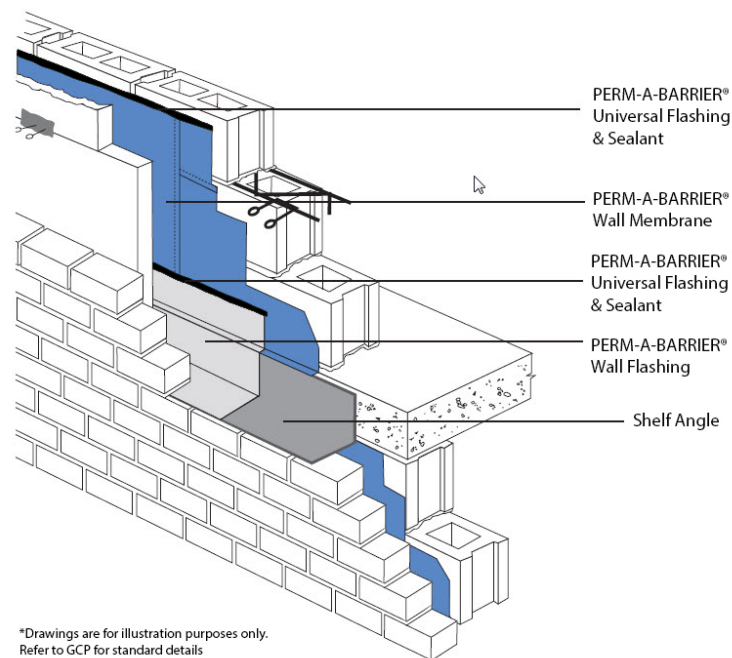 PERM-A-BARRIER®
Universal Flashing
& Sealant
PERM-A-BARRIER®
Wall Membrane
PERM-A-BARRIER®
Universal Flashing
& Sealant
PERM-A-BARRIER®
Wall Flashing
Shelf Angle
*Drawings are for illustration purposes only.
Refer to GCP for standard details